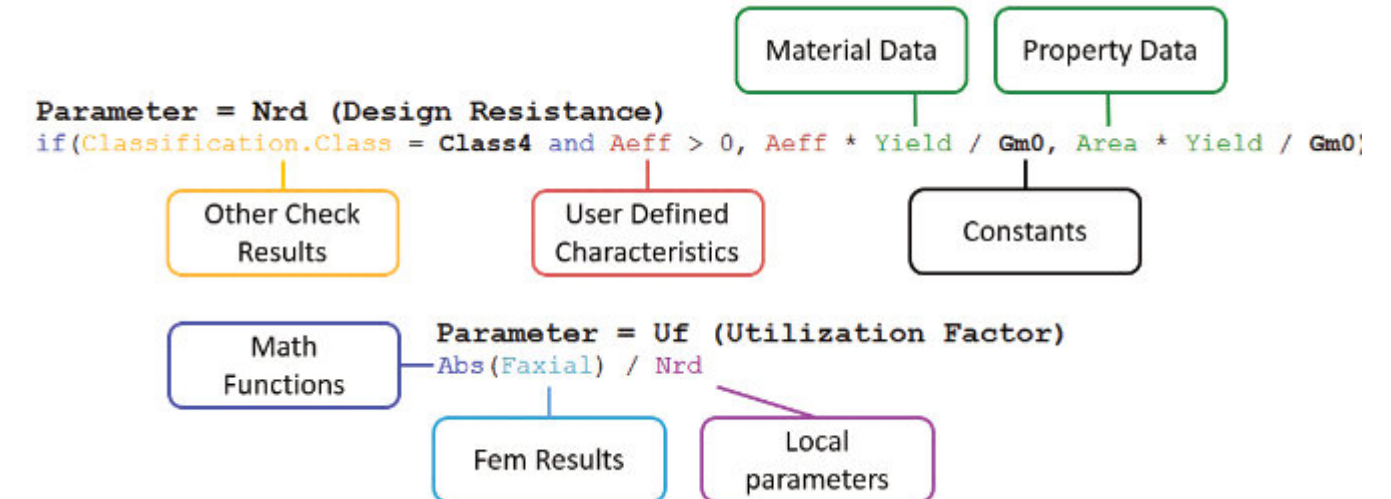 Material Data
Property Data
Parameter = Nrd (Design Resistance)
if(Classification.Class = Class4 and Aeff > 0, Aeff * Yield / Gm0, Area * Yield / Gm0)
Other Check
Results
User Defined
Characteristics
Constants
Math
Functions
Parameter = Uf (Utilization Factor)
Abs(Faxial) / Nrd
Fem Results
Local
parameters